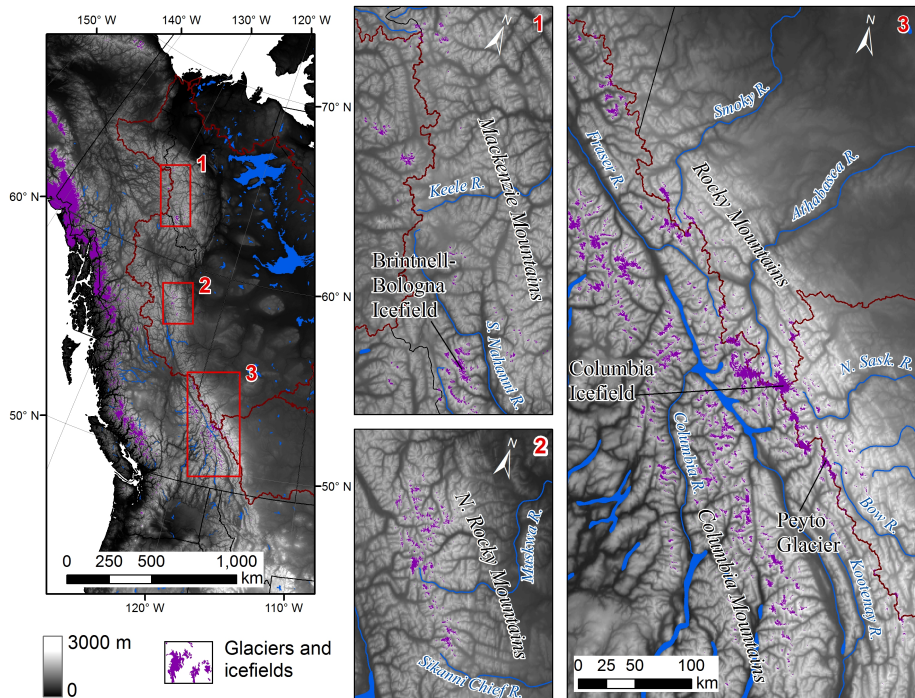 150° W
140° W
130° W
120° W
70° N
60° N
50° N
60° N
50° N
120° W
110° W
1
2
3
0 250 500 1,000
km
3000 m
0
Glaciers and
icefields
1
N
Mackenzie Mountains
Keele R.
Brintnell-
Bologna
Icefield
S. Nahanni R.
2
N
N. Rocky Mountains
Muskwa R.
Sikanni Chief R.
3
N
Smoky R.
Fraser R.
Rocky Mountains
Athabasca R.
Columbia
Icefield
N. Sask. R.
Columbia R.
Columbia Mountains
Peyto
Glacier
Bow R.
Kootenay R.
0 25 50 100
km